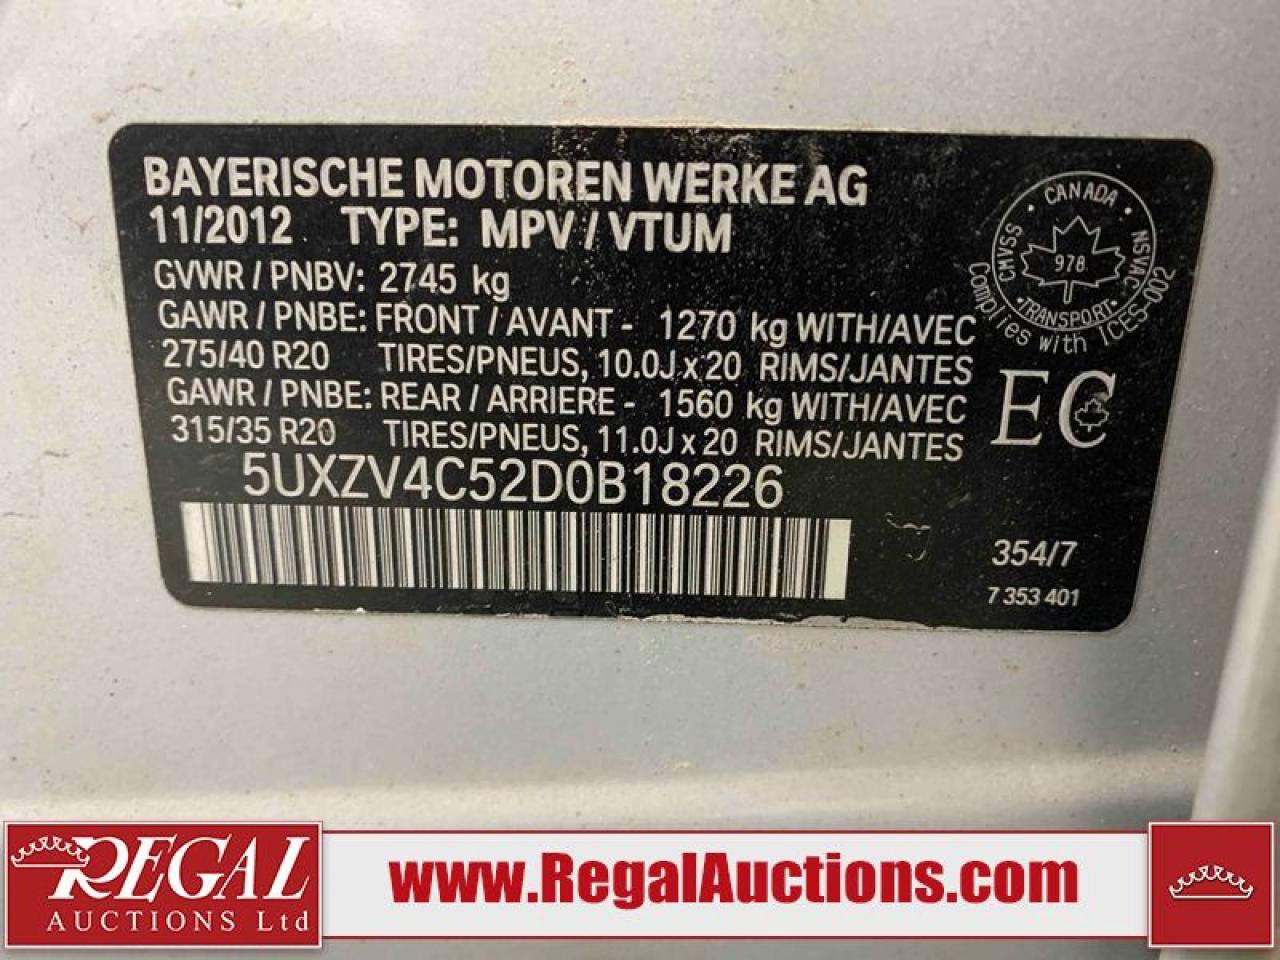 BAYERISCHE MOTOREN WERKE AG
11/2012 TYPE: MPV / VTUM
GVWR / PNBV: 2745 kg
GAWR / PNBE: FRONT / AVANT - 1270 kg WITH/AVEC
275/40 R20 TIRES/PNEUS, 10.0J x 20 RIMS/JANTES
GAWR / PNBE: REAR / ARRIERE - 1560 kg WITH/AVEC
315/35 R20 TIRES/PNEUS, 11.0J x 20 RIMS/JANTES
5UXZV4C52D0B18226
CANADA
CMVSS
NSVAC
978
TRANSPORT
Complies with ICES-002
EC
354/7
7 353 401
REGAL
AUCTIONS Ltd
www.RegalAuctions.com